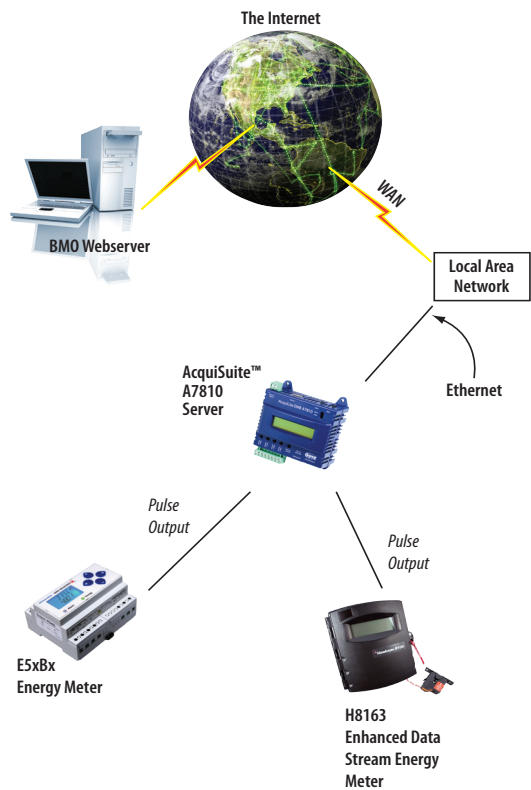 The Internet
WAN
BMO Webserver
Local Area
Network
AcquiSuite™
A7810
Server
Ethernet
Pulse
Output
Pulse
Output
E5xBx
Energy Meter
H8163
Enhanced Data
Stream Energy
Meter